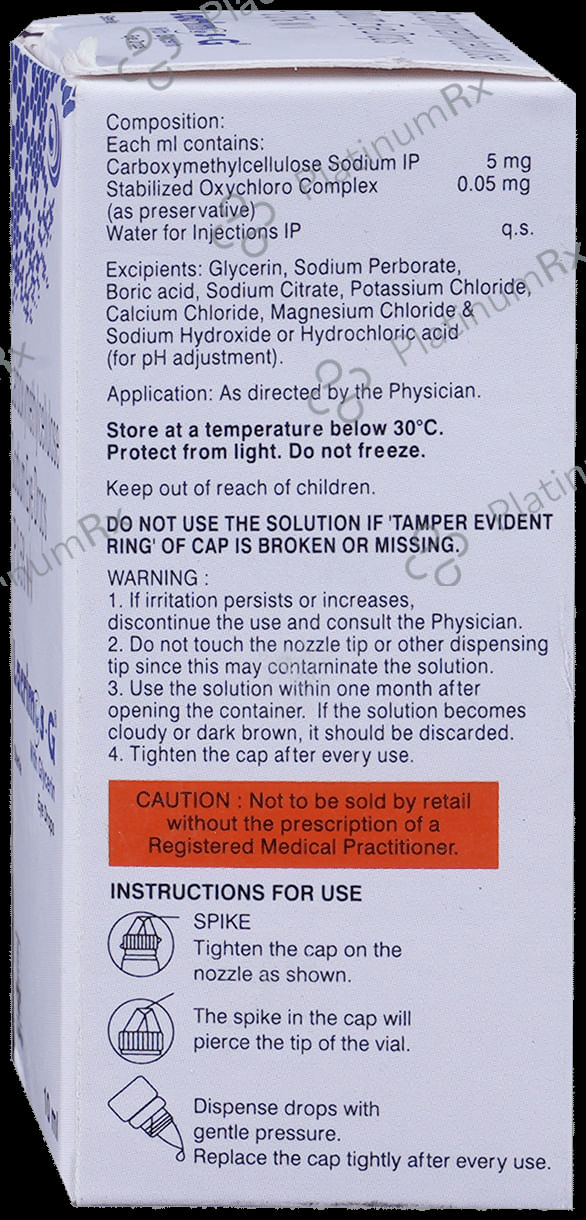 Composition:
Each ml contains:
Carboxymethylcellulose Sodium IP 5 mg
Stabilized Oxychloro Complex 0.05 mg
(as preservative)
Water for Injections IP q.s.
Excipients: Glycerin, Sodium Perborate,
Boric acid, Sodium Citrate, Potassium Chloride,
Calcium Chloride, Magnesium Chloride &
Sodium Hydroxide or Hydrochloric acid
(for pH adjustment).
Application: As directed by the Physician.
Store at a temperature below 30°C.
Protect from light. Do not freeze.
Keep out of reach of children.
DO NOT USE THE SOLUTION IF 'TAMPER EVIDENT
RING' OF CAP IS BROKEN OR MISSING.
WARNING :
1. If irritation persists or increases,
discontinue the use and consult the Physician.
2. Do not touch the nozzle tip or other dispensing
tip since this may contaminate the solution.
3. Use the solution within one month after
opening the container. If the solution becomes
cloudy or dark brown, it should be discarded.
4. Tighten the cap after every use.
CAUTION : Not to be sold by retail
without the prescription of a
Registered Medical Practitioner.
INSTRUCTIONS FOR USE
SPIKE
Tighten the cap on the
nozzle as shown.
The spike in the cap will
pierce the tip of the vial.
Dispense drops with
gentle pressure.
Replace the cap tightly after every use.
with Glycerin
Eye Drops
10 ml
PlatinumRx
PlatinumRx
PlatinumRx